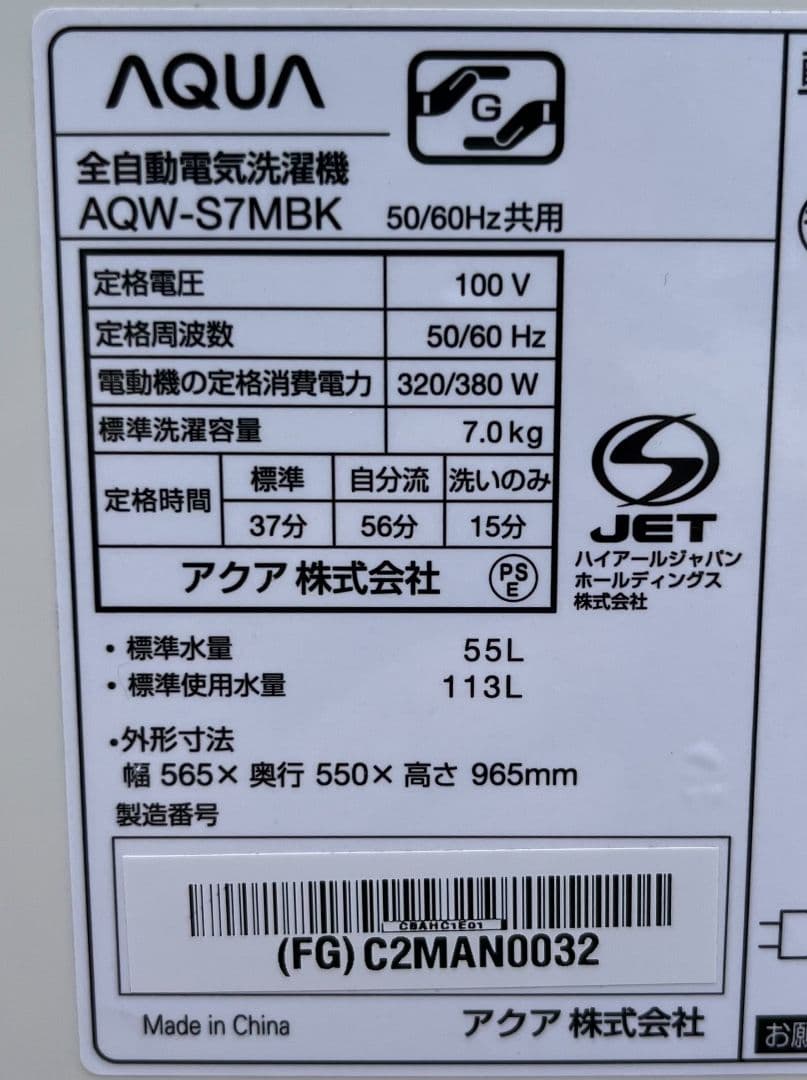 AQUA
G
全自動電気洗濯機
AQW-S7MBK 50/60Hz共用
定格電圧 100 V
定格周波数 50/60 Hz
電動機の定格消費電力 320/380 W
標準洗濯容量 7.0kg
定格時間 標準 自分流 洗いのみ
37分 56分 15分
アクア 株式会社 PSE
JET
ハイアールジャパン
ホールディングス
株式会社
・標準水量 55L
・標準使用水量 113L
・外形寸法
幅 565× 奥行 550× 高さ 965mm
製造番号
CBAHC1E01
(FG) C2MAN0032
Made in China アクア 株式会社
お願